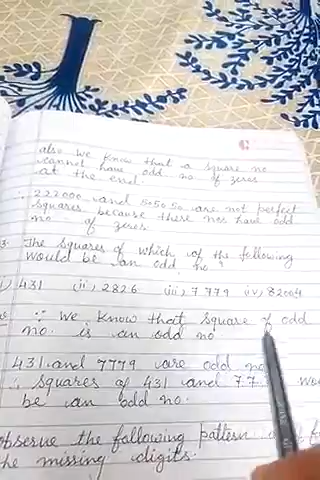 also we know that a square no
cannot have odd no of zeros
at the end.
∴ 222000 and 505050 are not perfect
squares because these nos have odd
no. of zeros
3. The squares of which of the following
would be an odd no ?
i) 431 (ii) 2826 (iii) 7779 (iv) 82004
∵ We know that square of odd
no. is an odd no
431 and 7779 are odd no
∴ Squares of 431 and 77
be an odd no.
observe the following pattern
the missing digits.